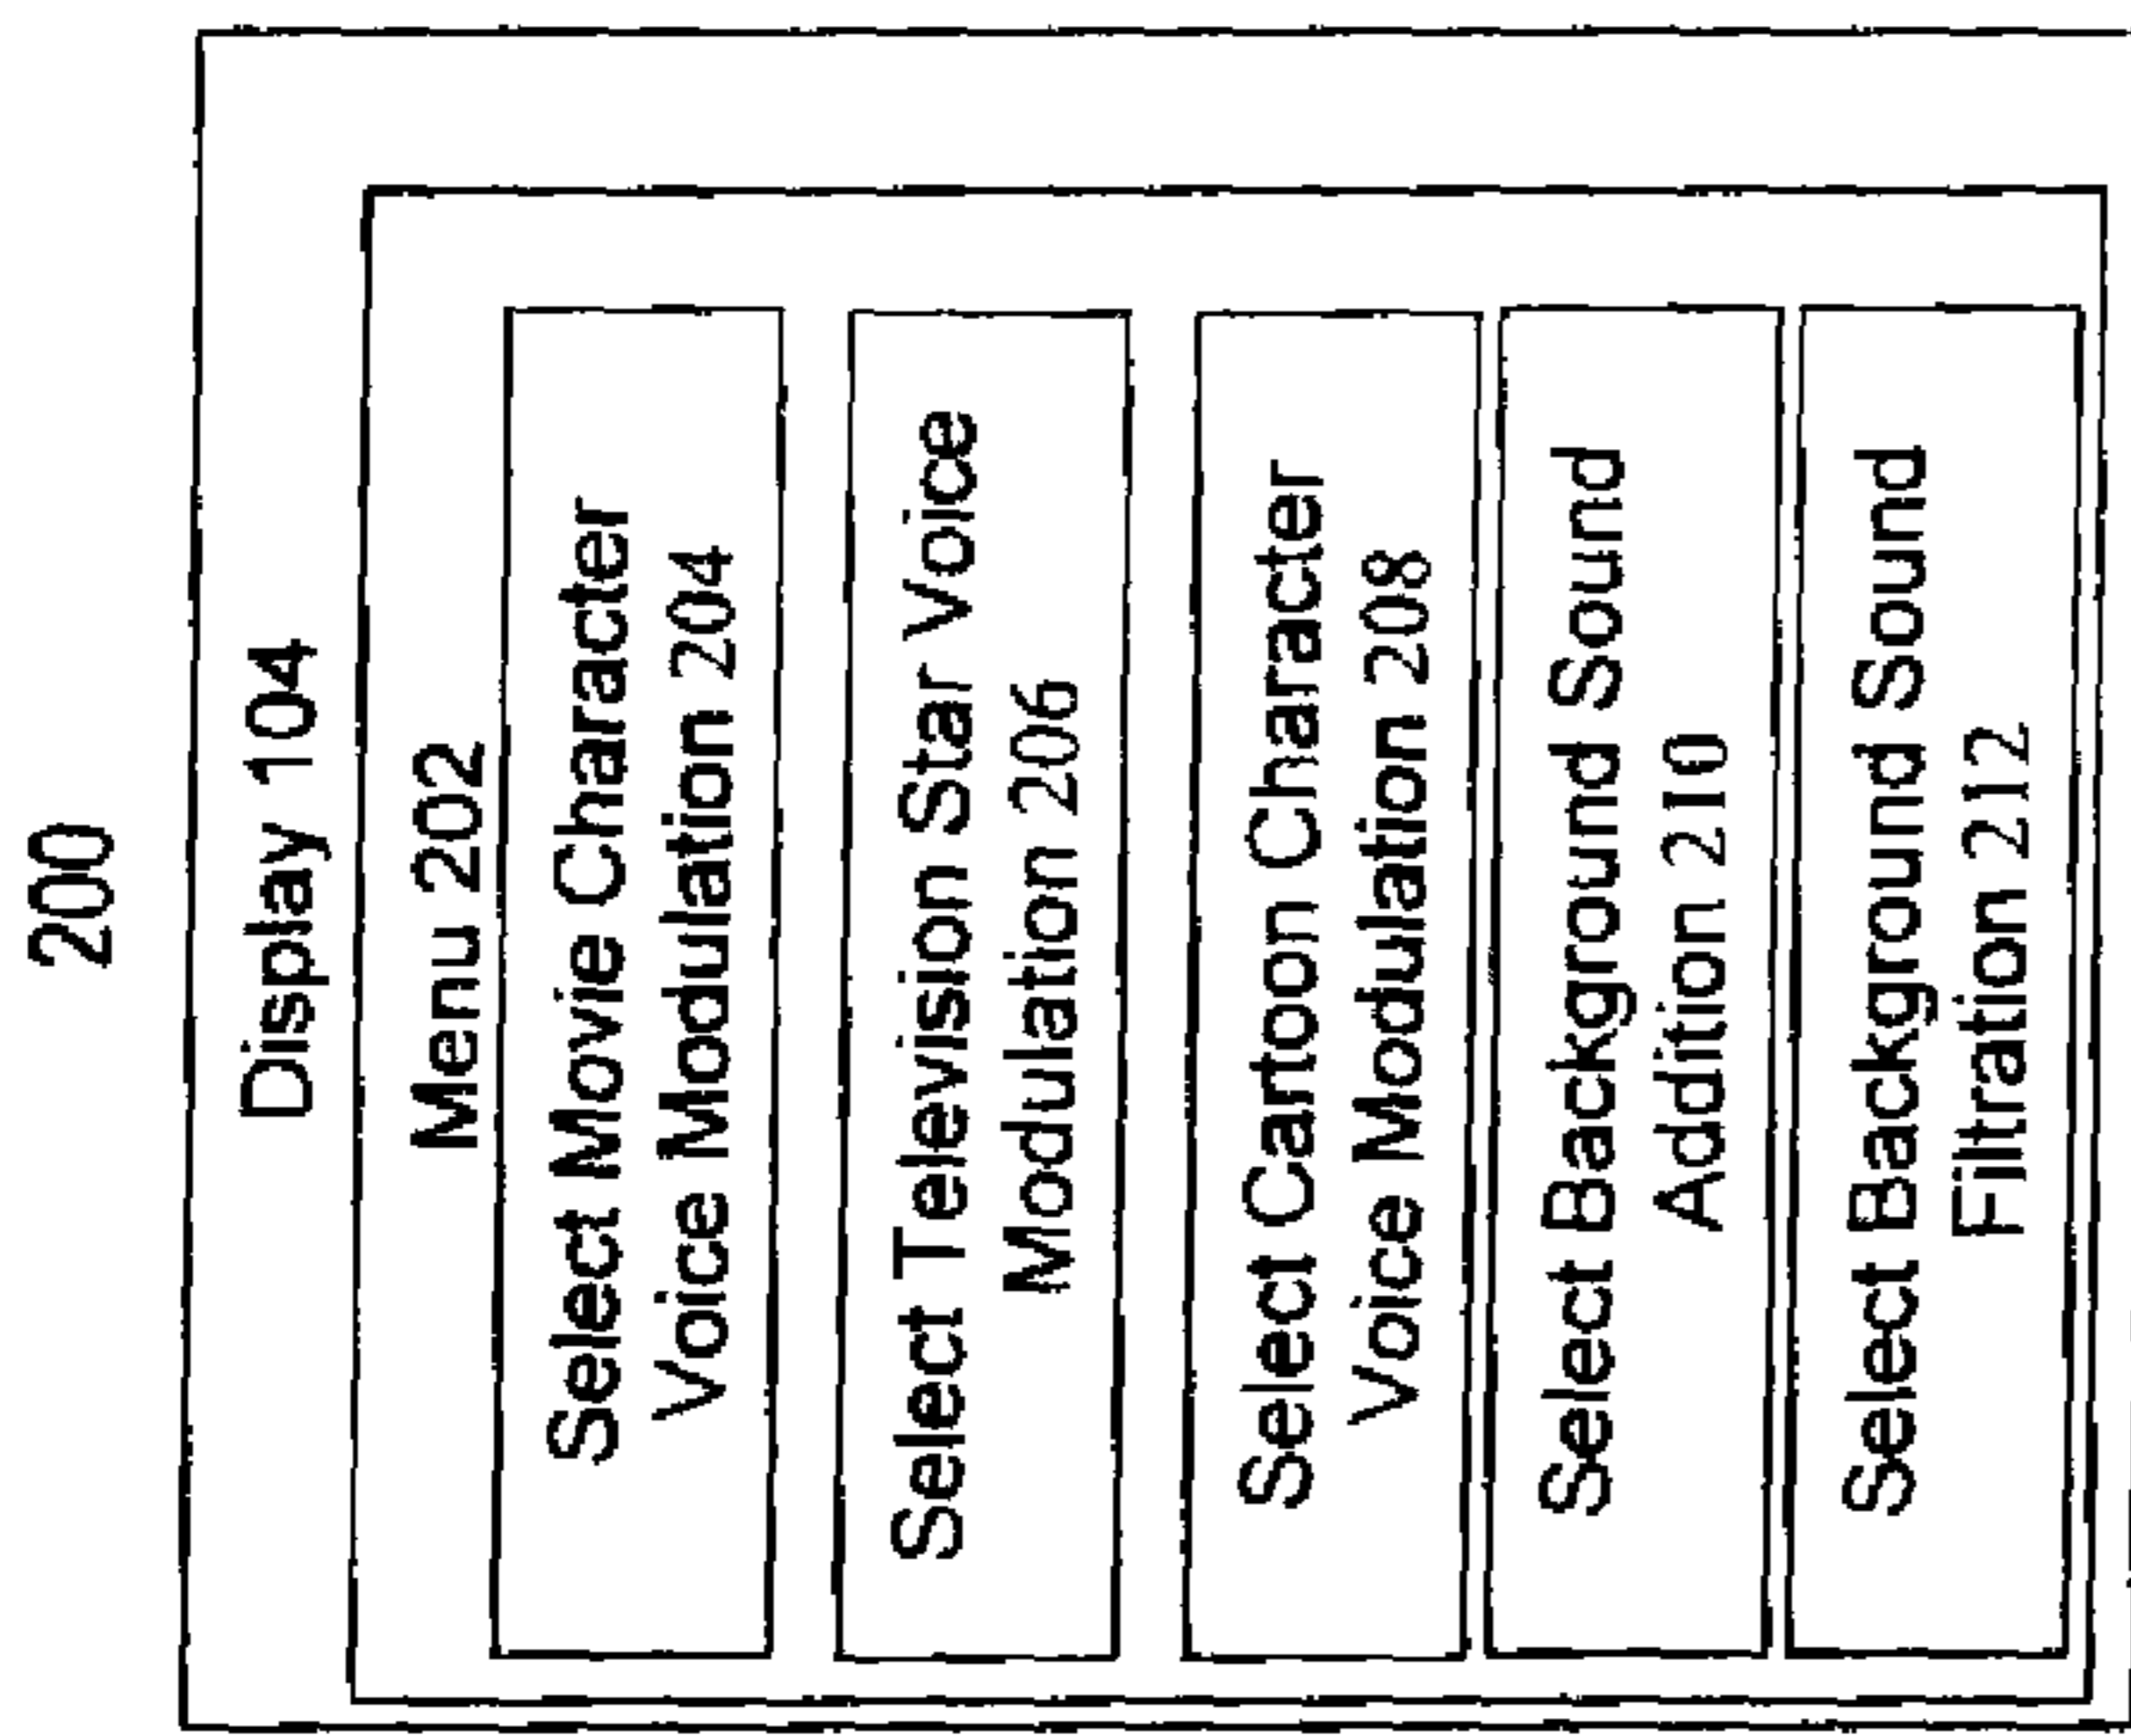 200
Display 104
Menu 202
Select Movie Character
Voice Modulation 204
Select Television Star Voice
Modulation 206
Select Cartoon Character
Voice Modulation 208
Select Background Sound
Addition 210
Select Background Sound
Filtration 212